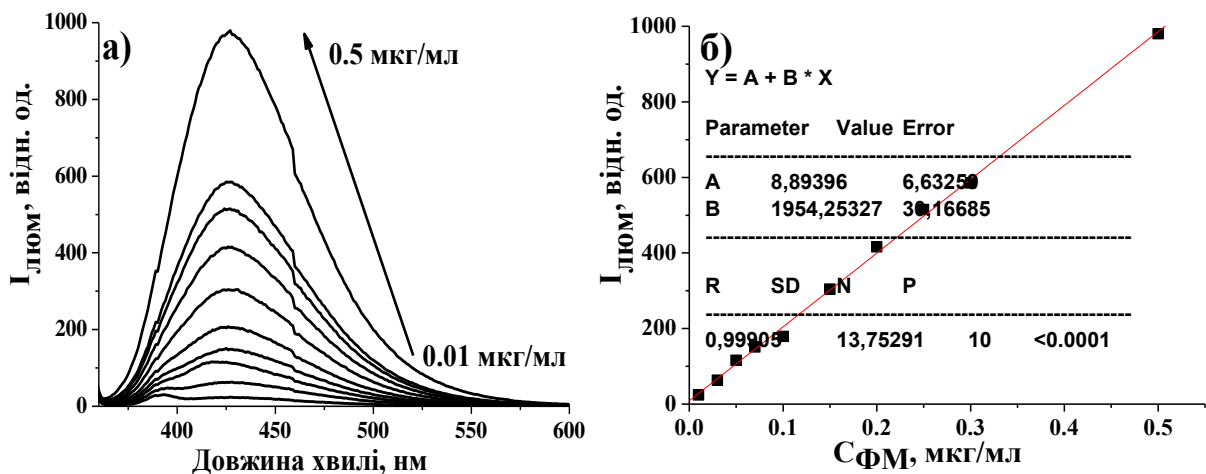 а)
1000
800
600
400
200
0
Iлюм, відн. од.
0.5 мкг/мл
0.01 мкг/мл
400 450 500 550 600
Довжина хвилі, нм
б)
1000
800
600
400
200
0
Iлюм, відн. од.
Y = A + B * X
Parameter Value Error
------------------------------------------------------------
A 8,89396 6,63259
B 1954,25327 30,16685
------------------------------------------------------------
R SD N P
------------------------------------------------------------
0,99905 13,75291 10 <0.0001
0.0 0.1 0.2 0.3 0.4 0.5
CФМ, мкг/мл